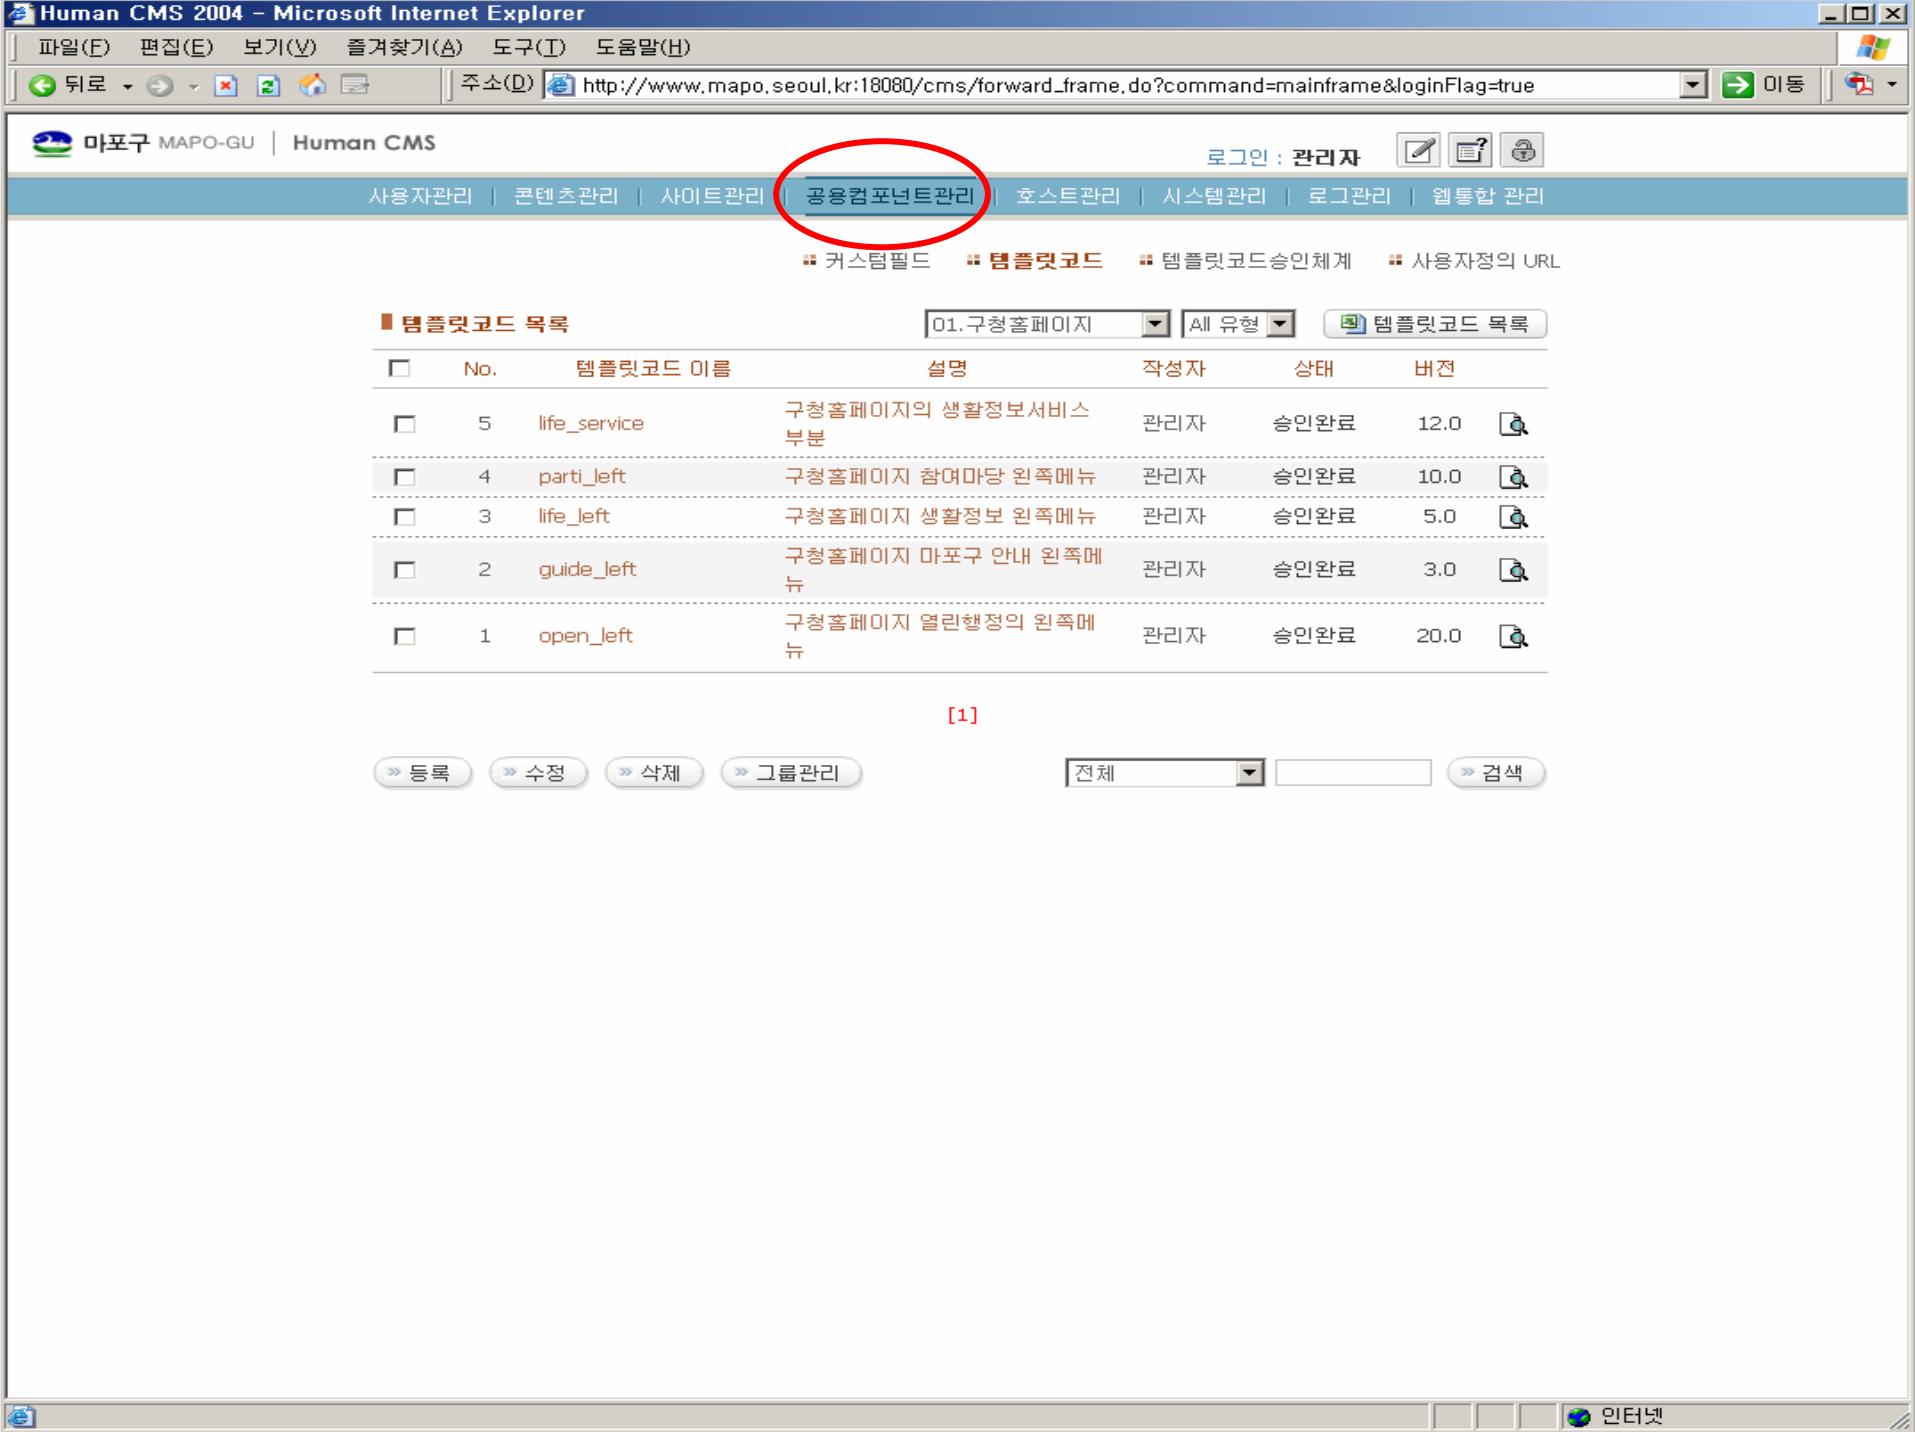 Human CMS 2004 - Microsoft Internet Explorer
파일(F) 편집(E) 보기(V) 즐겨찾기(A) 도구(T) 도움말(H)
뒤로 주소(D) http://www.mapo.seoul.kr:18080/cms/forward_frame.do?command=mainframe&loginFlag=true 이동
마포구 MAPO-GU | Human CMS
로그인 : 관리자
사용자관리 | 콘텐츠관리 | 사이트관리 | 공용컴포넌트관리 | 호스트관리 | 시스템관리 | 로그관리 | 웹통합 관리
커스텀필드 템플릿코드 템플릿코드승인체계 사용자정의 URL
템플릿코드 목록 01.구청홈페이지 All 유형 템플릿코드 목록
No. 템플릿코드 이름 설명 작성자 상태 버전
5 life_service 구청홈페이지의 생활정보서비스 부분 관리자 승인완료 12.0
4 parti_left 구청홈페이지 참여마당 왼쪽메뉴 관리자 승인완료 10.0
3 life_left 구청홈페이지 생활정보 왼쪽메뉴 관리자 승인완료 5.0
2 guide_left 구청홈페이지 마포구 안내 왼쪽메뉴 관리자 승인완료 3.0
1 open_left 구청홈페이지 열린행정의 왼쪽메뉴 관리자 승인완료 20.0
[1]
» 등록 » 수정 » 삭제 » 그룹관리 전체 » 검색
인터넷